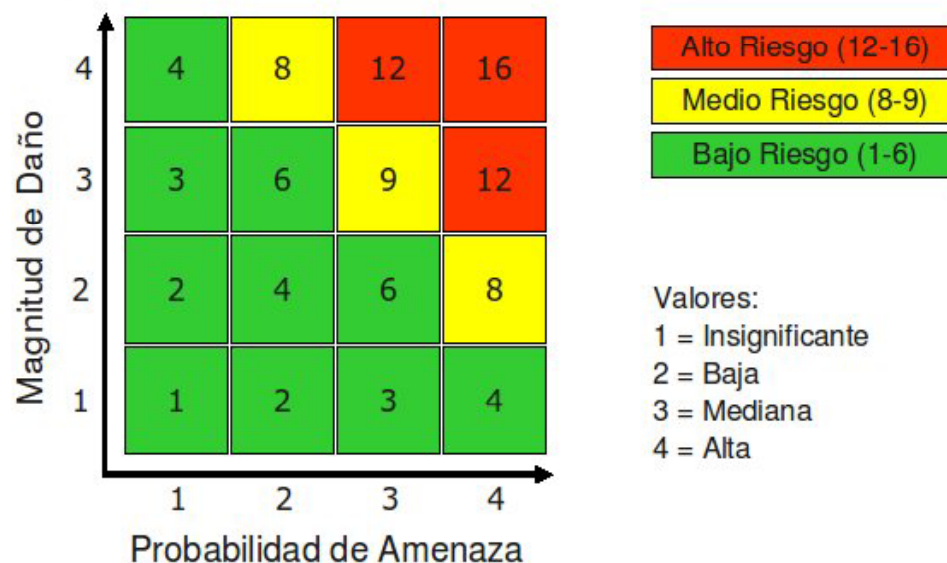 Magnitud de Daño
4
4
8
12
16
3
3
6
9
12
2
2
4
6
8
1
1
2
3
4
1
2
3
4
Probabilidad de Amenaza
Alto Riesgo (12-16)
Medio Riesgo (8-9)
Bajo Riesgo (1-6)
Valores:
1 = Insignificante
2 = Baja
3 = Mediana
4 = Alta